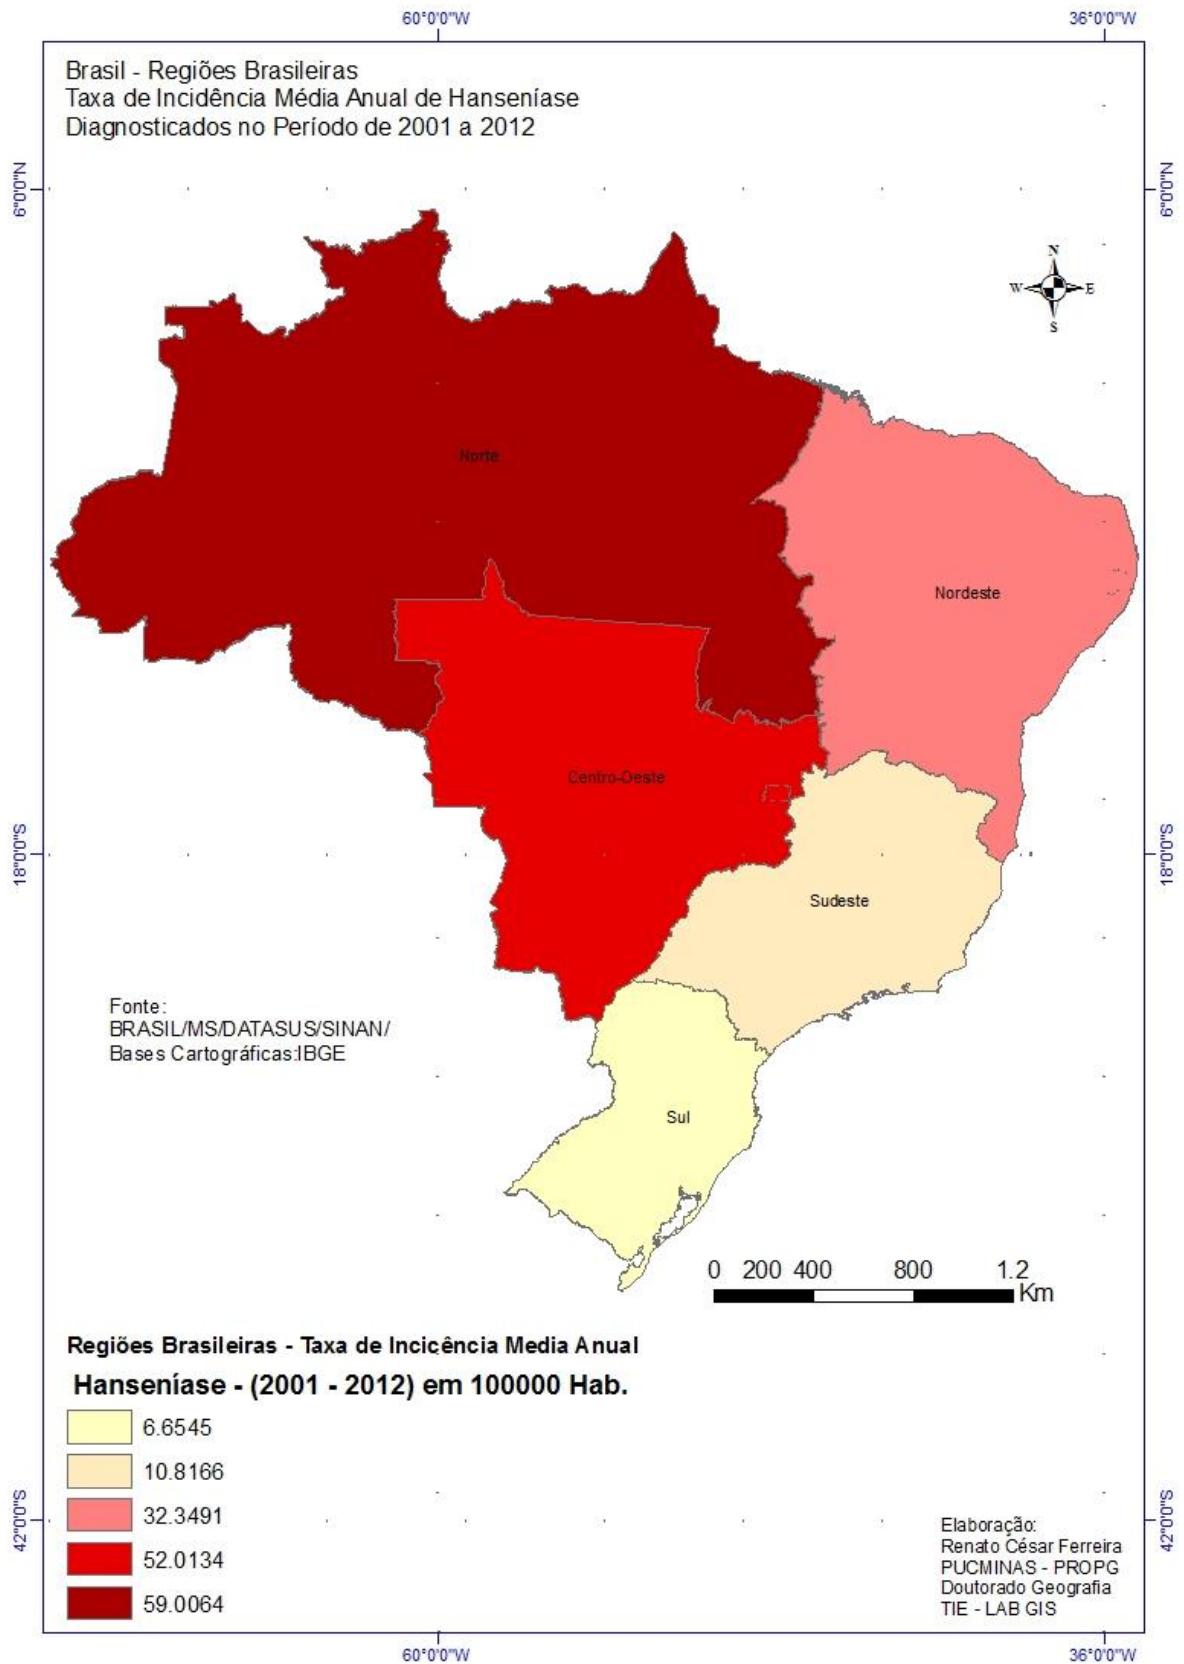 60°0'0"W
36°0'0"W
Brasil - Regiões Brasileiras
Taxa de Incidência Média Anual de Hanseníase
Diagnosticados no Período de 2001 a 2012
6°0'0"N
6°0'0"N
N
W
E
S
Norte
Nordeste
Centro-Oeste
18°0'0"S
18°0'0"S
Sudeste
Fonte:
BRASIL/MS/DATASUS/SINAN/
Bases Cartográficas:IBGE
Sul
0 200 400 800 1.2
Km
Regiões Brasileiras - Taxa de Incicência Media Anual
Hanseníase - (2001 - 2012) em 100000 Hab.
6.6545
10.8166
32.3491
52.0134
59.0064
42°0'0"S
42°0'0"S
Elaboração:
Renato César Ferreira
PUCMINAS - PROPG
Doutorado Geografia
TIE - LAB GIS
60°0'0"W
36°0'0"W